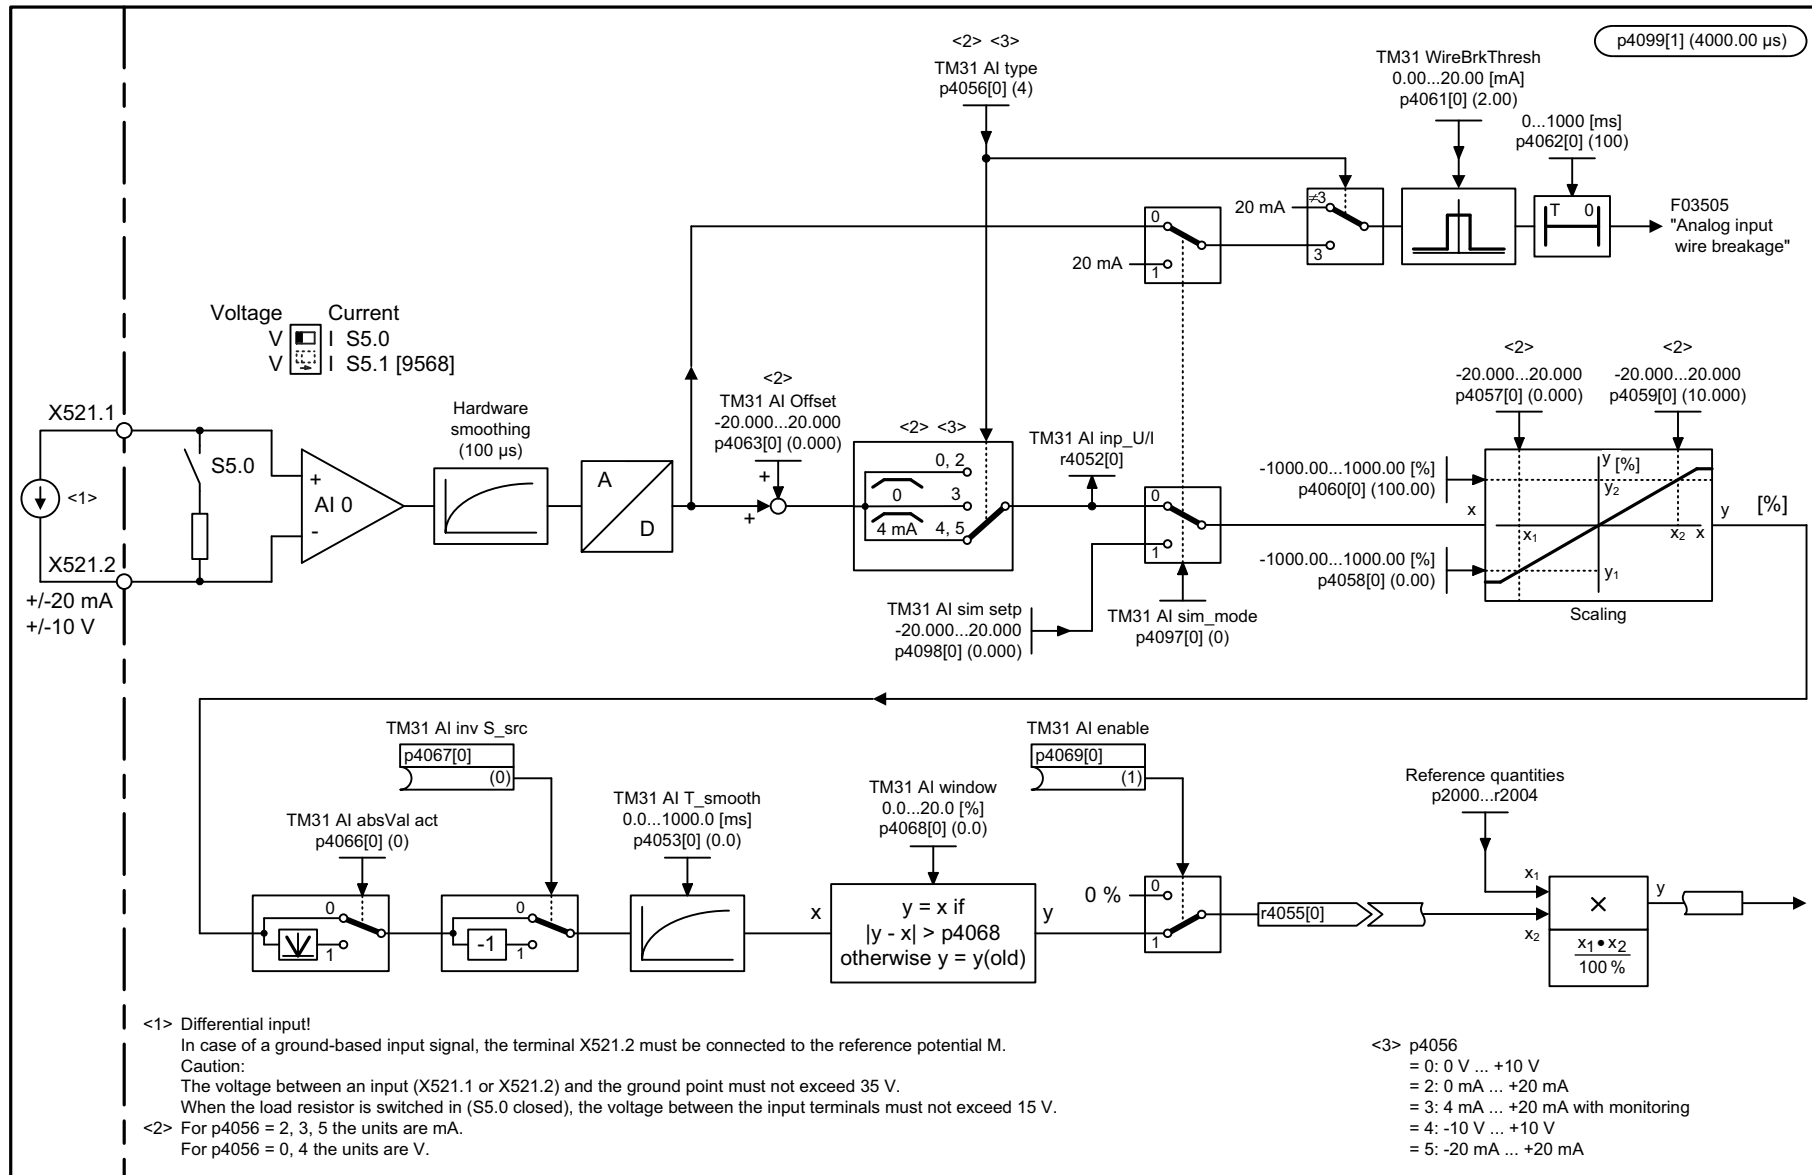 p4099[1] (4000.00 µs)
<2> <3>
TM31 AI type
p4056[0] (4)
TM31 WireBrkThresh
0.00...20.00 [mA]
p4061[0] (2.00)
0...1000 [ms]
p4062[0] (100)
20 mA
≠3
3
0
20 mA
1
T 0
F03505
"Analog input
wire breakage"
Voltage Current
V I S5.0
V I S5.1 [9568]
X521.1
S5.0
<1>
X521.2
+/-20 mA
+/-10 V
+
AI 0
-
Hardware
smoothing
(100 µs)
A
D
<2>
TM31 AI Offset
-20.000...20.000
p4063[0] (0.000)
+
+
<2> <3>
0, 2
0
3
4 mA
4, 5
TM31 AI inp_U/I
r4052[0]
0
1
TM31 AI sim setp
-20.000...20.000
p4098[0] (0.000)
TM31 AI sim_mode
p4097[0] (0)
<2>
-20.000...20.000
p4057[0] (0.000)
<2>
-20.000...20.000
p4059[0] (10.000)
-1000.00...1000.00 [%]
p4060[0] (100.00)
-1000.00...1000.00 [%]
p4058[0] (0.00)
x
y [%]
y₂
x₁
x₂ x
y₁
y
[%]
Scaling
TM31 AI inv S_src
p4067[0]
(0)
TM31 AI absVal act
p4066[0] (0)
0
1
0
-1
1
TM31 AI T_smooth
0.0...1000.0 [ms]
p4053[0] (0.0)
TM31 AI window
0.0...20.0 [%]
p4068[0] (0.0)
x
y = x if
|y - x| > p4068
otherwise y = y(old)
y
TM31 AI enable
p4069[0]
(1)
0 %
0
1
r4055[0]
Reference quantities
p2000...r2004
x₁
x₂
×
x₁ • x₂
100 %
y
<1> Differential input!
In case of a ground-based input signal, the terminal X521.2 must be connected to the reference potential M.
Caution:
The voltage between an input (X521.1 or X521.2) and the ground point must not exceed 35 V.
When the load resistor is switched in (S5.0 closed), the voltage between the input terminals must not exceed 15 V.
<2> For p4056 = 2, 3, 5 the units are mA.
For p4056 = 0, 4 the units are V.
<3> p4056
= 0: 0 V ... +10 V
= 2: 0 mA ... +20 mA
= 3: 4 mA ... +20 mA with monitoring
= 4: -10 V ... +10 V
= 5: -20 mA ... +20 mA